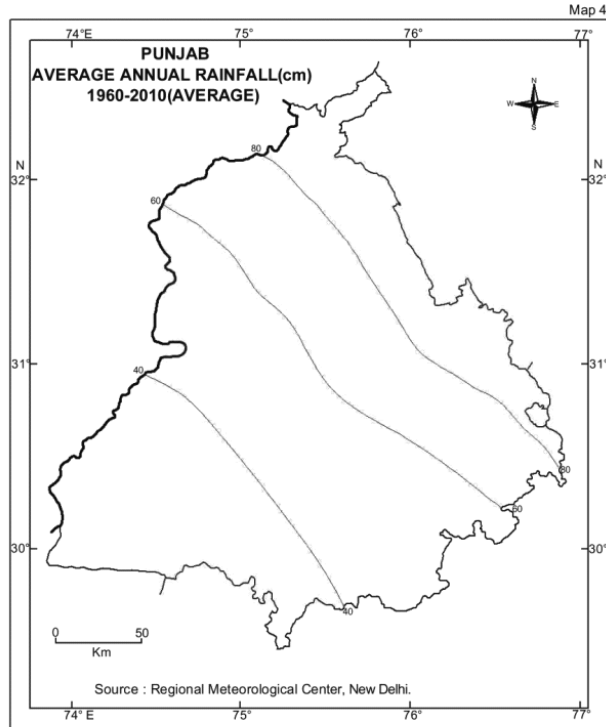 Map 4
74°E 75° 76° 77°
PUNJAB
AVERAGE ANNUAL RAINFALL(cm)
1960-2010(AVERAGE)
N
W E
S
80
N N
32° 32°
60
31° 31°
40
80
60
30° 30°
40
0 50
Km
Source : Regional Meteorological Center, New Delhi.
74°E 75° 76° 77°